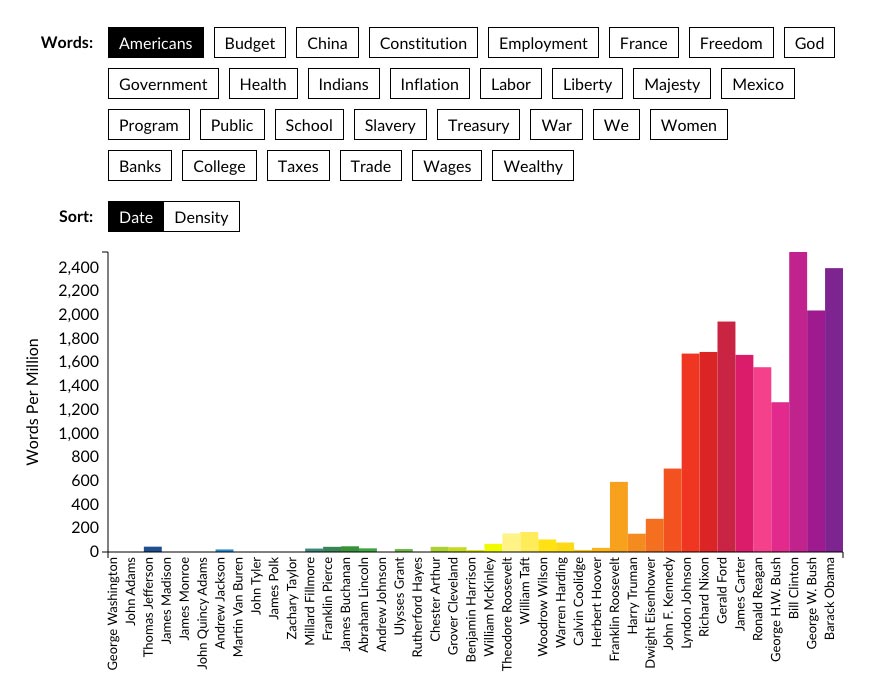 Words: Americans Budget China Constitution Employment France Freedom God
Government Health Indians Inflation Labor Liberty Majesty Mexico
Program Public School Slavery Treasury War We Women
Banks College Taxes Trade Wages Wealthy
Sort: Date Density
Words Per Million
2,400
2,200
2,000
1,800
1,600
1,400
1,200
1,000
800
600
400
200
0
George Washington
John Adams
Thomas Jefferson
James Madison
James Monroe
John Quincy Adams
Andrew Jackson
Martin Van Buren
John Tyler
James Polk
Zachary Taylor
Millard Fillmore
Franklin Pierce
James Buchanan
Abraham Lincoln
Andrew Johnson
Ulysses Grant
Rutherford Hayes
Chester Arthur
Grover Cleveland
Benjamin Harrison
William McKinley
Theodore Roosevelt
William Taft
Woodrow Wilson
Warren Harding
Calvin Coolidge
Herbert Hoover
Franklin Roosevelt
Harry Truman
Dwight Eisenhower
John F. Kennedy
Lyndon Johnson
Richard Nixon
Gerald Ford
James Carter
Ronald Reagan
George H.W. Bush
Bill Clinton
George W. Bush
Barack Obama